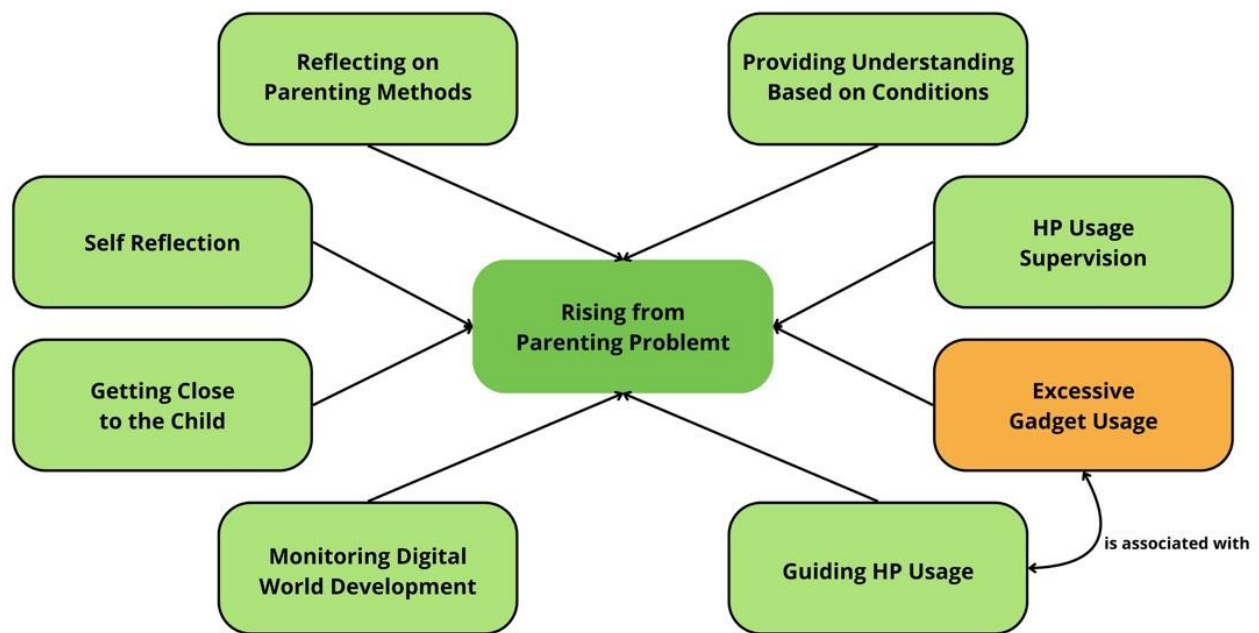 Reflecting on
Parenting Methods
Providing Understanding
Based on Conditions
Self Reflection
HP Usage
Supervision
Rising from
Parenting Problemt
Getting Close
to the Child
Excessive
Gadget Usage
Monitoring Digital
World Development
Guiding HP Usage
is associated with